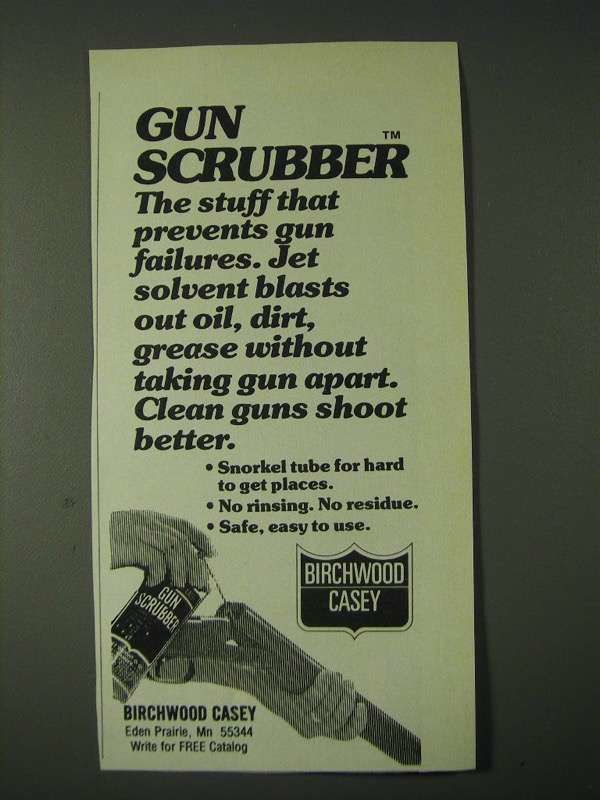 GUN
SCRUBBER™
The stuff that
prevents gun
failures. Jet
solvent blasts
out oil, dirt,
grease without
taking gun apart.
Clean guns shoot
better.
• Snorkel tube for hard
to get places.
• No rinsing. No residue.
• Safe, easy to use.
BIRCHWOOD
CASEY
GUN
SCRUBBER
BIRCHWOOD CASEY
Eden Prairie, Mn 55344
Write for FREE Catalog